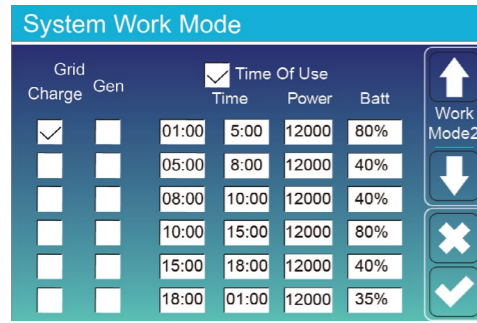 System Work Mode
Grid Charge Gen Time Of Use
Time Power Batt
01:00 5:00 12000 80%
05:00 8:00 12000 40%
08:00 10:00 12000 40%
10:00 15:00 12000 80%
15:00 18:00 12000 40%
18:00 01:00 12000 35%
Work
Mode2